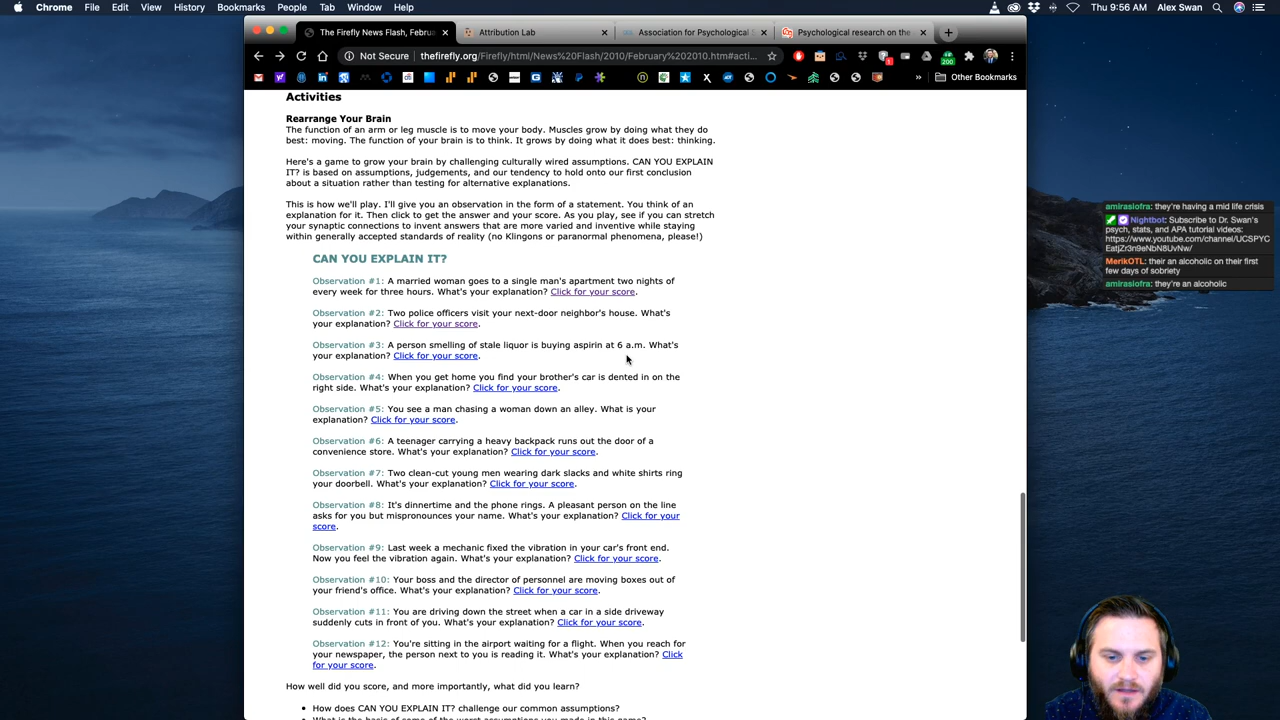 Chrome File Edit View History Bookmarks People Tab Window Help
Wed 9:56 AM Alex Swan
The Firefly News Flash, Februa
Attribution Lab
Association for Psychological S
Psychological research on the
Not Secure | thefirefly.org/Firefly/html/News%20Flash/2010/February%202010.htm#acti...
Other Bookmarks
Activities
Rearrange Your Brain
The function of an arm or leg muscle is to move your body. Muscles grow by doing what they do
best: moving. The function of your brain is to think. It grows by doing what it does best: thinking.
Here's a game to grow your brain by challenging culturally wired assumptions. CAN YOU EXPLAIN
IT? is based on assumptions, judgements, and our tendency to hold onto our first conclusion
about a situation rather than testing for alternative explanations.
This is how we'll play. I'll give you an observation in the form of a statement. You think of an
explanation for it. Then click to get the answer and your score. As you play, see if you can stretch
your synaptic connections to invent answers that are more varied and inventive while staying
within generally accepted standards of reality (no Klingons or paranormal phenomena, please!)
CAN YOU EXPLAIN IT?
Observation #1: A married woman goes to a single man's apartment two nights of
every week for three hours. What's your explanation? Click for your score.
Observation #2: Two police officers visit your next-door neighbor's house. What's
your explanation? Click for your score.
Observation #3: A person smelling of stale liquor is buying aspirin at 6 a.m. What's
your explanation? Click for your score.
Observation #4: When you get home you find your brother's car is dented in on the
right side. What's your explanation? Click for your score.
Observation #5: You see a man chasing a woman down an alley. What is your
explanation? Click for your score.
Observation #6: A teenager carrying a heavy backpack runs out the door of a
convenience store. What's your explanation? Click for your score.
Observation #7: Two clean-cut young men wearing dark slacks and white shirts ring
your doorbell. What's your explanation? Click for your score.
Observation #8: It's dinnertime and the phone rings. A pleasant person on the line
asks for you but mispronounces your name. What's your explanation? Click for your
score.
Observation #9: Last week a mechanic fixed the vibration in your car's front end.
Now you feel the vibration again. What's your explanation? Click for your score.
Observation #10: Your boss and the director of personnel are moving boxes out of
your friend's office. What's your explanation? Click for your score.
Observation #11: You are driving down the street when a car in a side driveway
suddenly cuts in front of you. What's your explanation? Click for your score.
Observation #12: You're sitting in the airport waiting for a flight. When you reach for
your newspaper, the person next to you is reading it. What's your explanation? Click
for your score.
How well did you score, and more importantly, what did you learn?
• How does CAN YOU EXPLAIN IT? challenge our common assumptions?
• What is the basis of some of the worst assumptions you made in this game?
amirasiofra: they're having a mid life crisis
Nightbot: Subscribe to Dr. Swan's
psych, stats, and APA tutorial videos:
https://www.youtube.com/channel/UCSPYC
EatjZr3n9eNbN8UvNw/
MerikOTL: their an alcoholic on their first
few days of sobriety
amirasiofra: they're an alcoholic